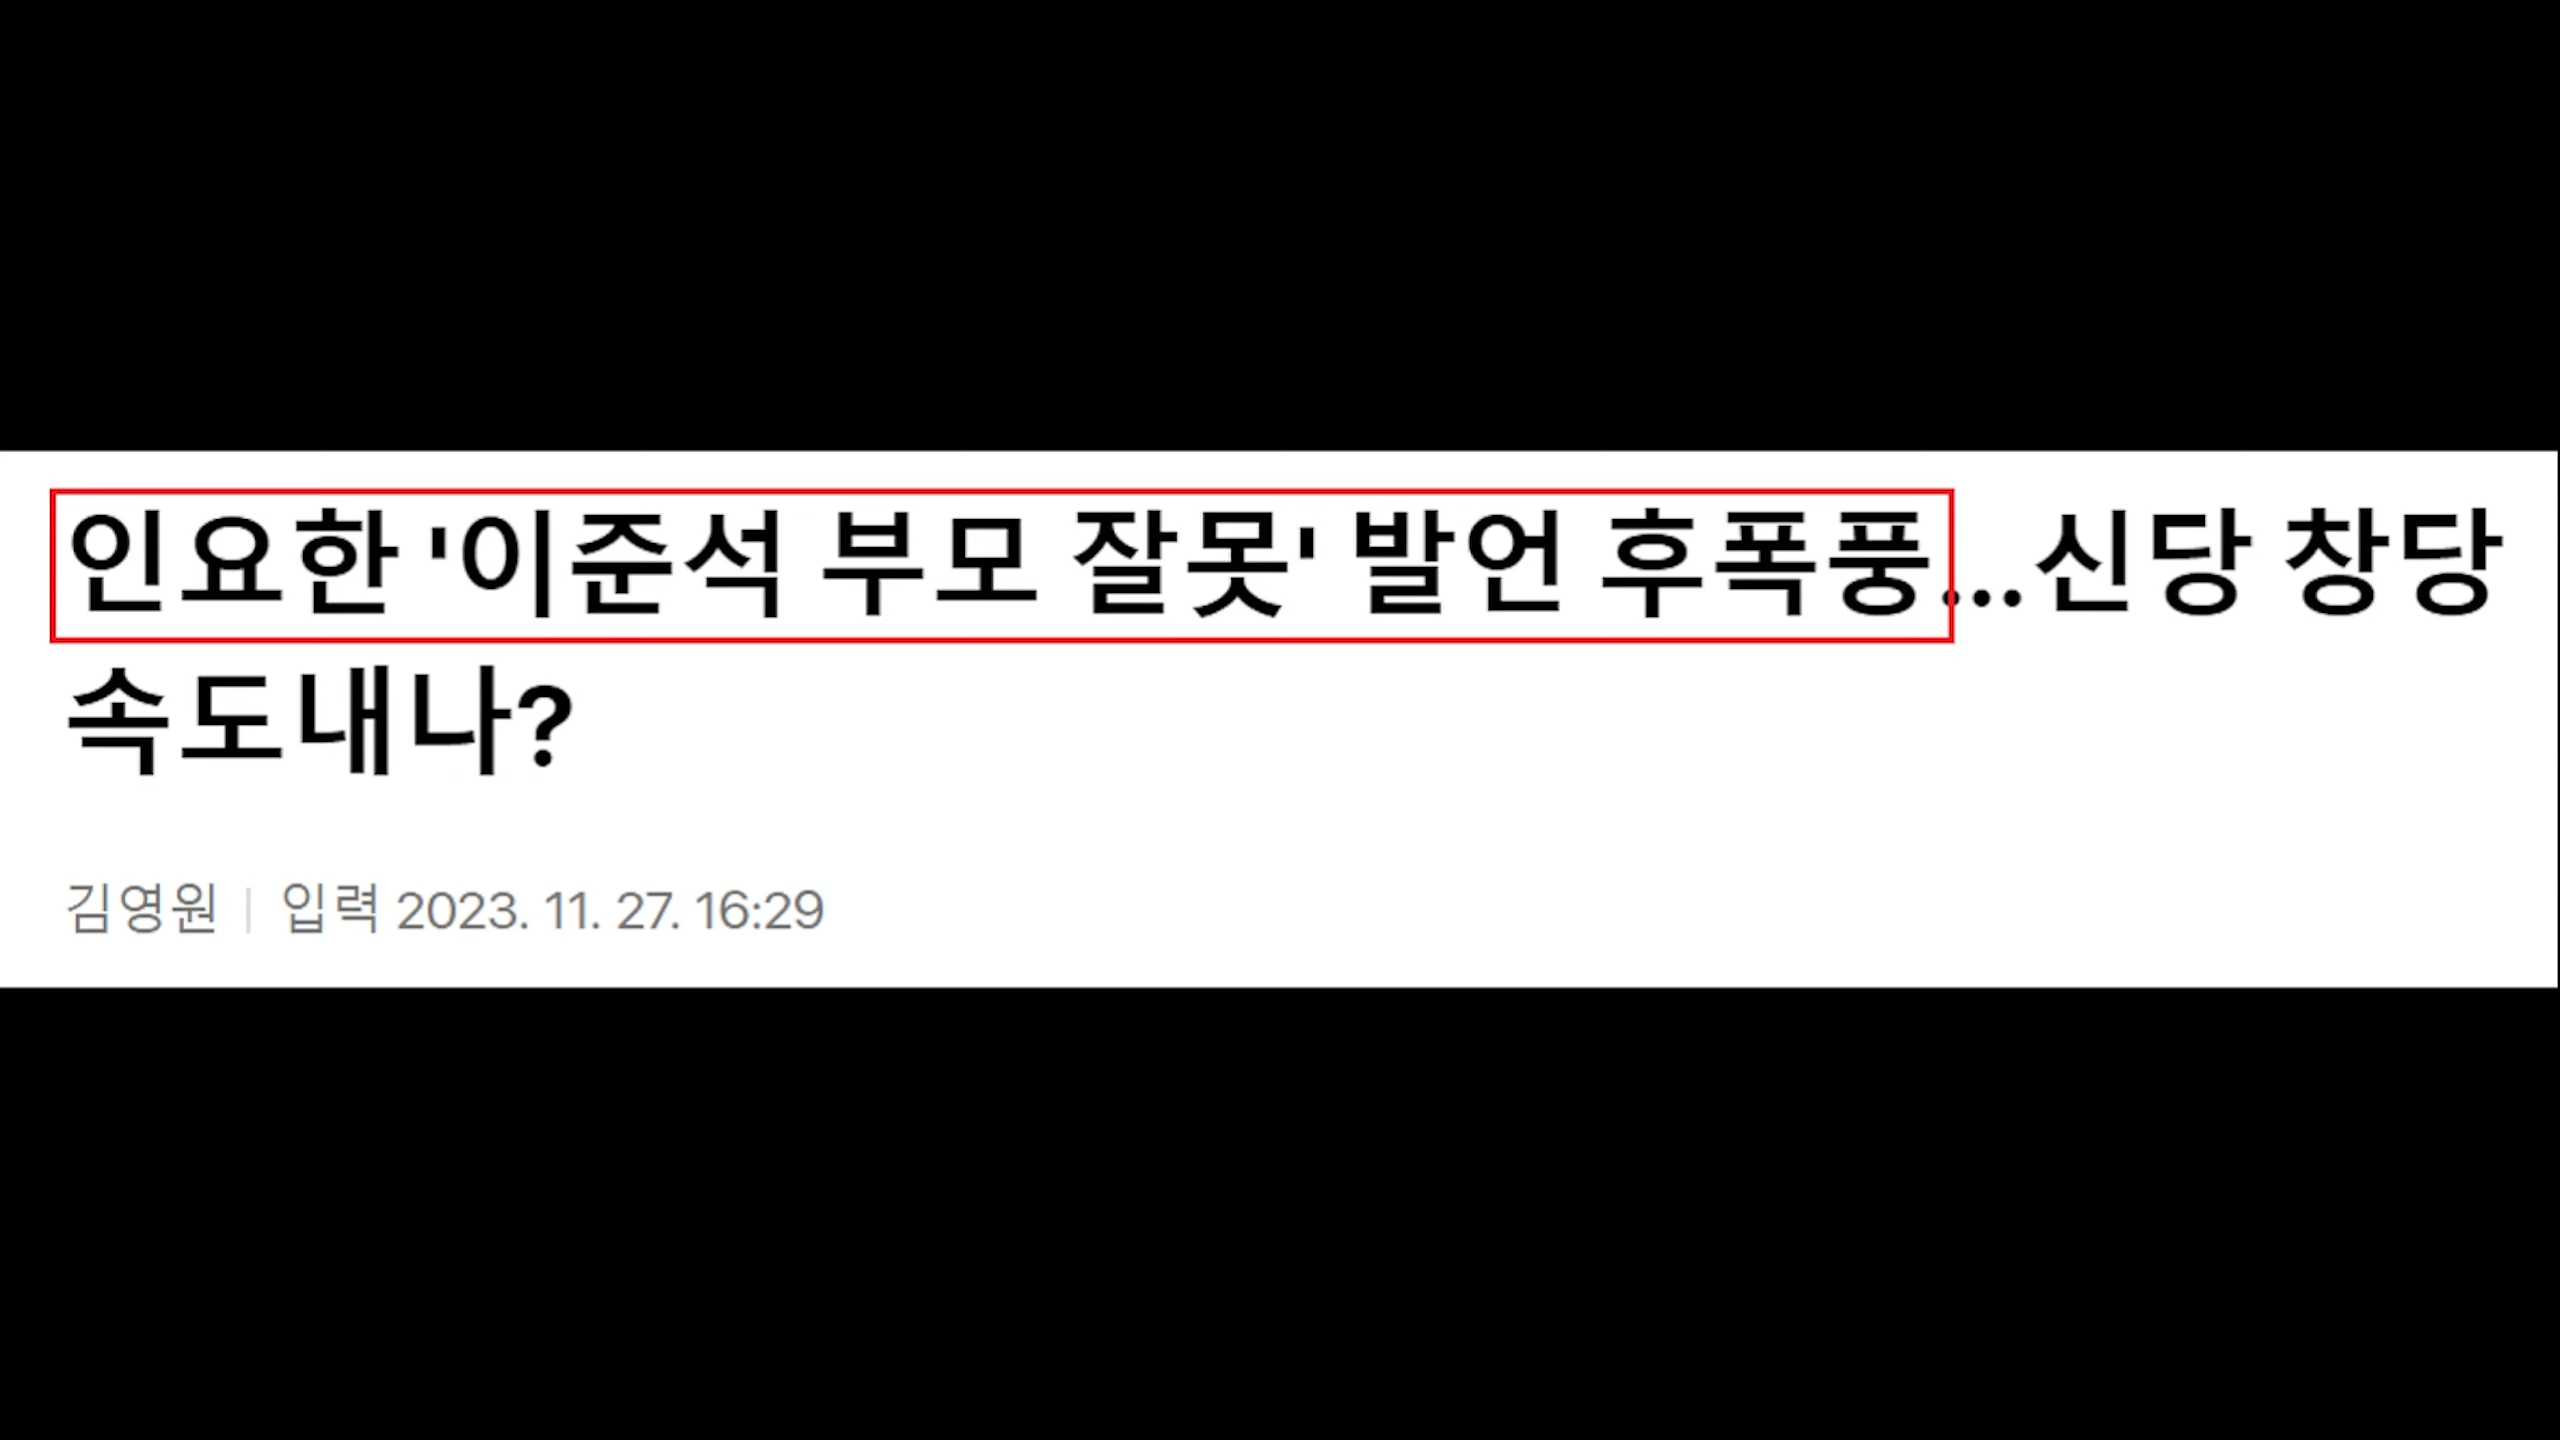 인요한 '이준석 부모 잘못' 발언 후폭풍...신당 창당
속도내나?
김영원 | 입력 2023. 11. 27. 16:29